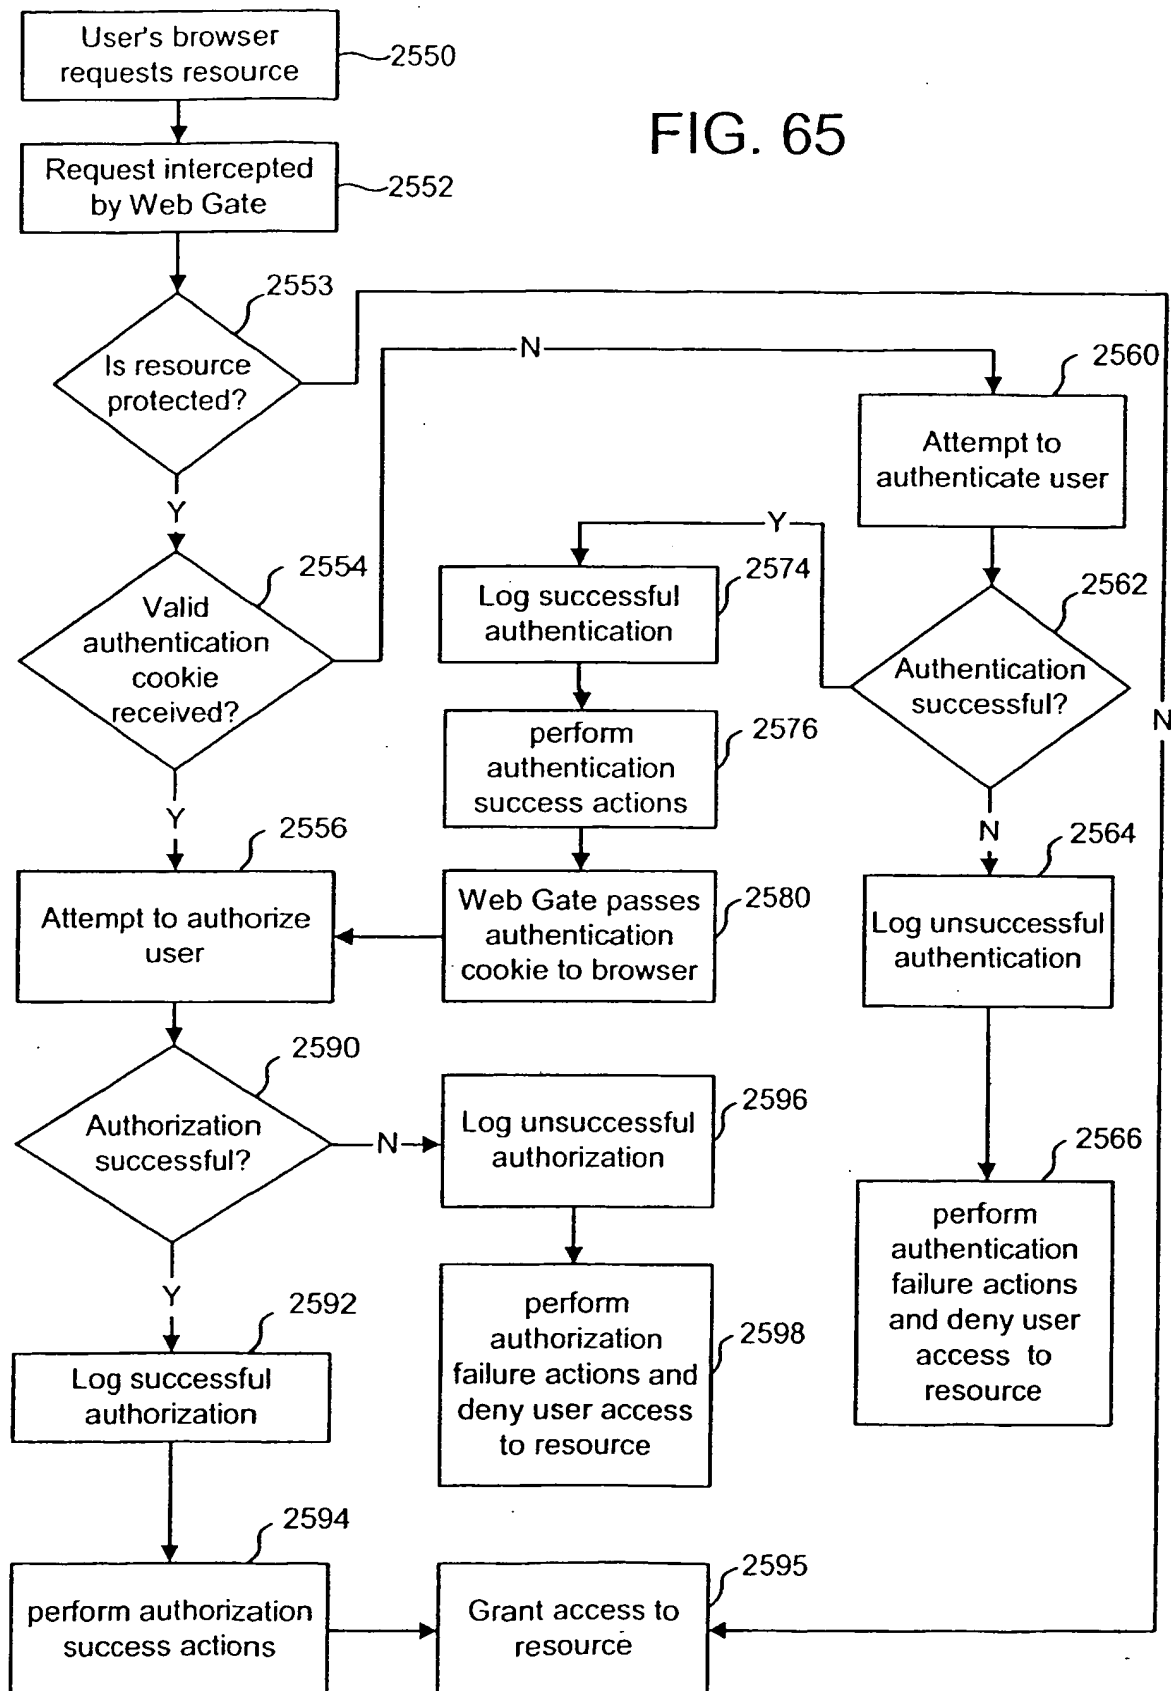 User's browser
requests resource
2550
FIG. 65
Request intercepted
by Web Gate
2552
2553
Is resource
protected?
N
2560
Attempt to
authenticate user
Y
Y
2554
Valid
authentication
cookie
received?
2574
Log successful
authentication
2562
Authentication
successful?
N
2576
perform
authentication
success actions
Y
N
2556
Attempt to authorize
user
2580
Web Gate passes
authentication
cookie to browser
2564
Log unsuccessful
authentication
2590
Authorization
successful?
N
2596
Log unsuccessful
authorization
2566
perform
authentication
failure actions
and deny user
access to
resource
Y
2592
Log successful
authorization
2598
perform
authorization
failure actions and
deny user access
to resource
2594
perform authorization
success actions
2595
Grant access to
resource